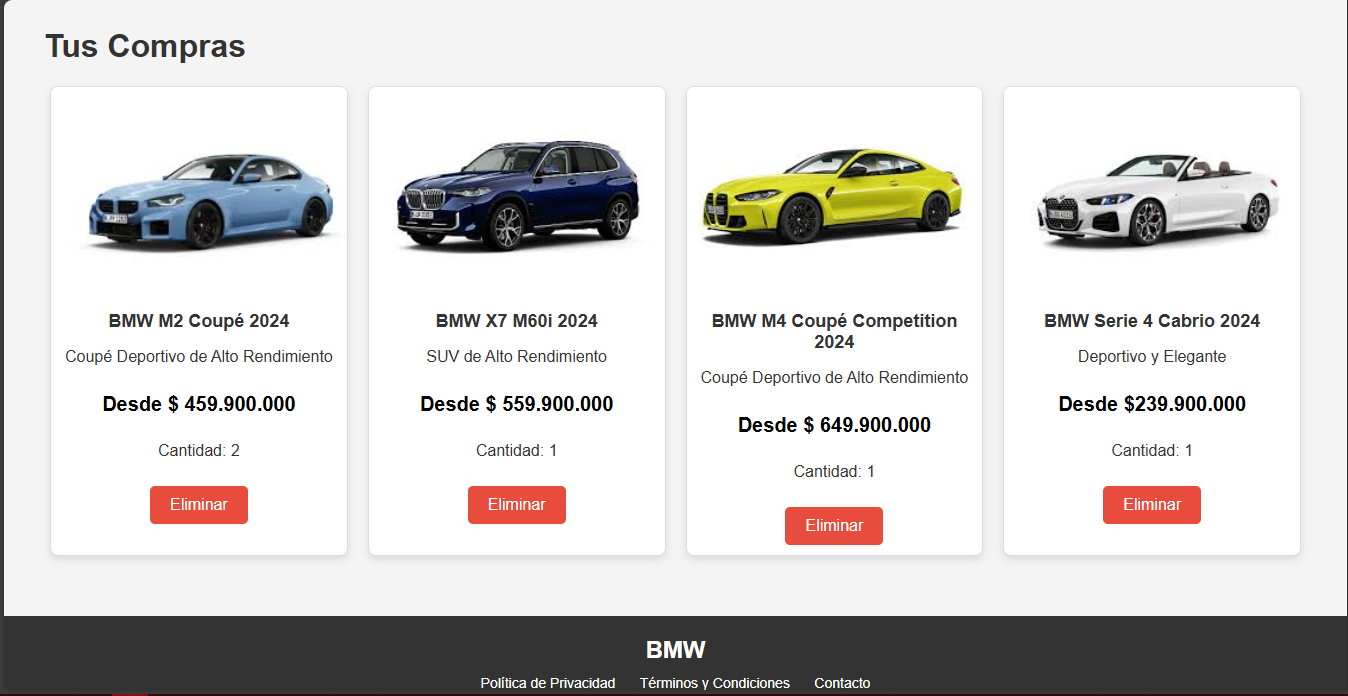 Tus Compras
BMW M2 Coupé 2024
Coupé Deportivo de Alto Rendimiento
Desde $ 459.900.000
Cantidad: 2
Eliminar
BMW X7 M60i 2024
SUV de Alto Rendimiento
Desde $ 559.900.000
Cantidad: 1
Eliminar
BMW M4 Coupé Competition
2024
Coupé Deportivo de Alto Rendimiento
Desde $ 649.900.000
Cantidad: 1
Eliminar
BMW Serie 4 Cabrio 2024
Deportivo y Elegante
Desde $239.900.000
Cantidad: 1
Eliminar
BMW
Política de Privacidad
Términos y Condiciones
Contacto